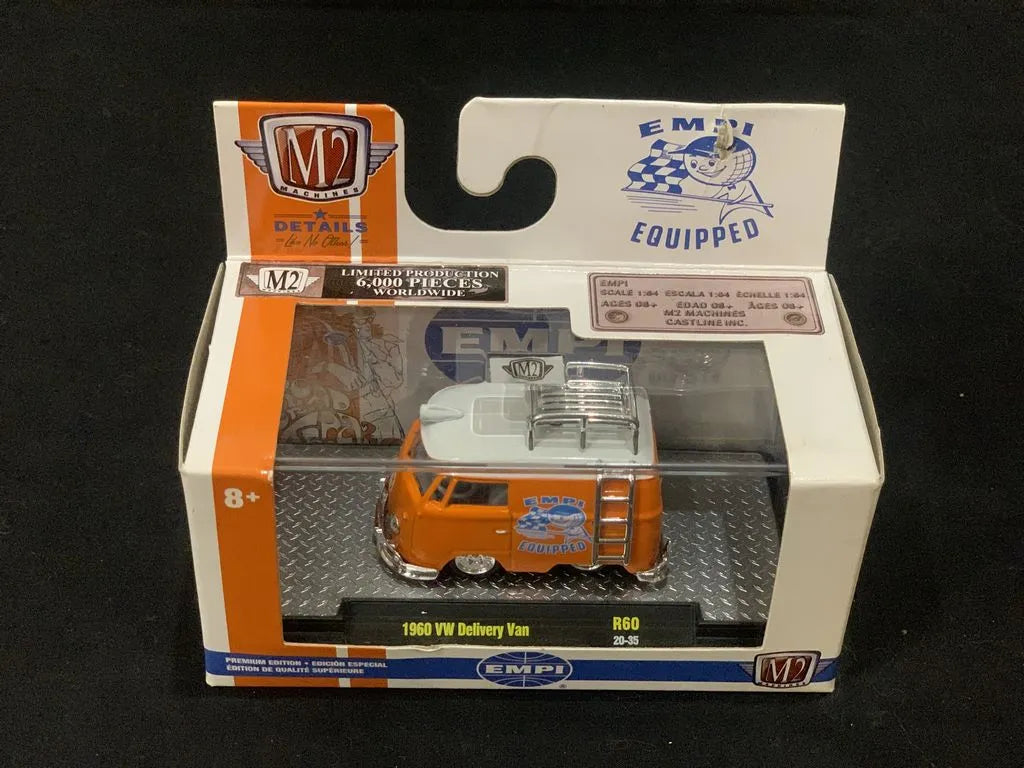 M2
MACHINES
DETAILS
Like No Other!
EMPI
EQUIPPED
M2
LIMITED PRODUCTION
6,000 PIECES
WORLDWIDE
EMPI
SCALE 1:64 ESCALA 1:64 ÉCHELLE 1:64
AGES 08+ EDAD 08+ ÂGES 08+
M2 MACHINES
CASTLINE INC.
EMPI
M2
8+
EMPI
EQUIPPED
1960 VW Delivery Van R60
20-35
PREMIUM EDITION • EDICIÓN ESPECIAL
ÉDITION DE QUALITÉ SUPÉRIEURE
EMPI
®
M2
MACHINES